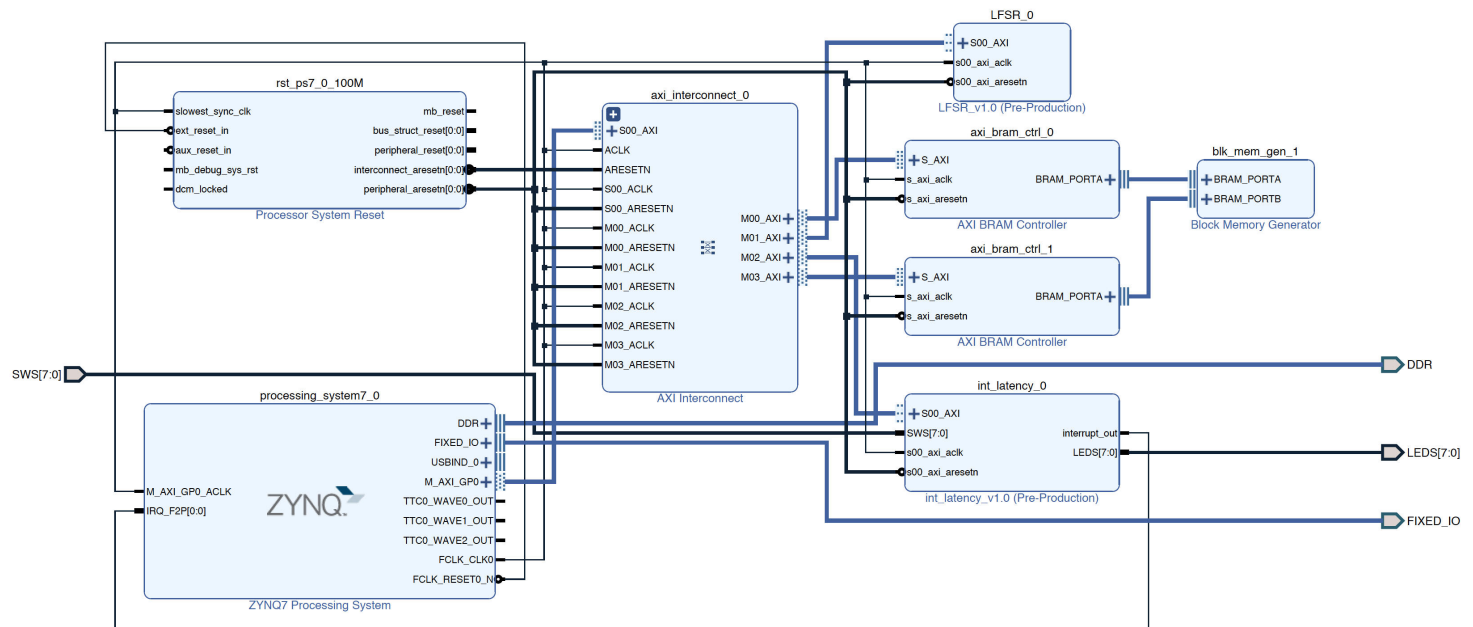 LFSR_0
S00_AXI
s00_axi_aclk
s00_axi_aresetn
LFSR_v1.0 (Pre-Production)
rst_ps7_0_100M
slowest_sync_clk
ext_reset_in
aux_reset_in
mb_debug_sys_rst
dcm_locked
mb_reset
bus_struct_reset[0:0]
peripheral_reset[0:0]
interconnect_aresetn[0:0]
peripheral_aresetn[0:0]
Processor System Reset
axi_interconnect_0
S00_AXI
ACLK
ARESETN
S00_ACLK
S00_ARESETN
M00_ACLK
M00_ARESETN
M01_ACLK
M01_ARESETN
M02_ACLK
M02_ARESETN
M03_ACLK
M03_ARESETN
M00_AXI
M01_AXI
M02_AXI
M03_AXI
AXI Interconnect
axi_bram_ctrl_0
S_AXI
s_axi_aclk
s_axi_aresetn
BRAM_PORTA
AXI BRAM Controller
blk_mem_gen_1
BRAM_PORTA
BRAM_PORTB
Block Memory Generator
axi_bram_ctrl_1
S_AXI
s_axi_aclk
s_axi_aresetn
BRAM_PORTA
AXI BRAM Controller
SWS[7:0]
DDR
processing_system7_0
M_AXI_GP0_ACLK
IRQ_F2P[0:0]
ZYNQ
DDR
FIXED_IO
USBIND_0
M_AXI_GP0
TTC0_WAVE0_OUT
TTC0_WAVE1_OUT
TTC0_WAVE2_OUT
FCLK_CLK0
FCLK_RESET0_N
ZYNQ7 Processing System
int_latency_0
S00_AXI
SWS[7:0]
s00_axi_aclk
s00_axi_aresetn
interrupt_out
LEDS[7:0]
int_latency_v1.0 (Pre-Production)
LEDS[7:0]
FIXED_IO